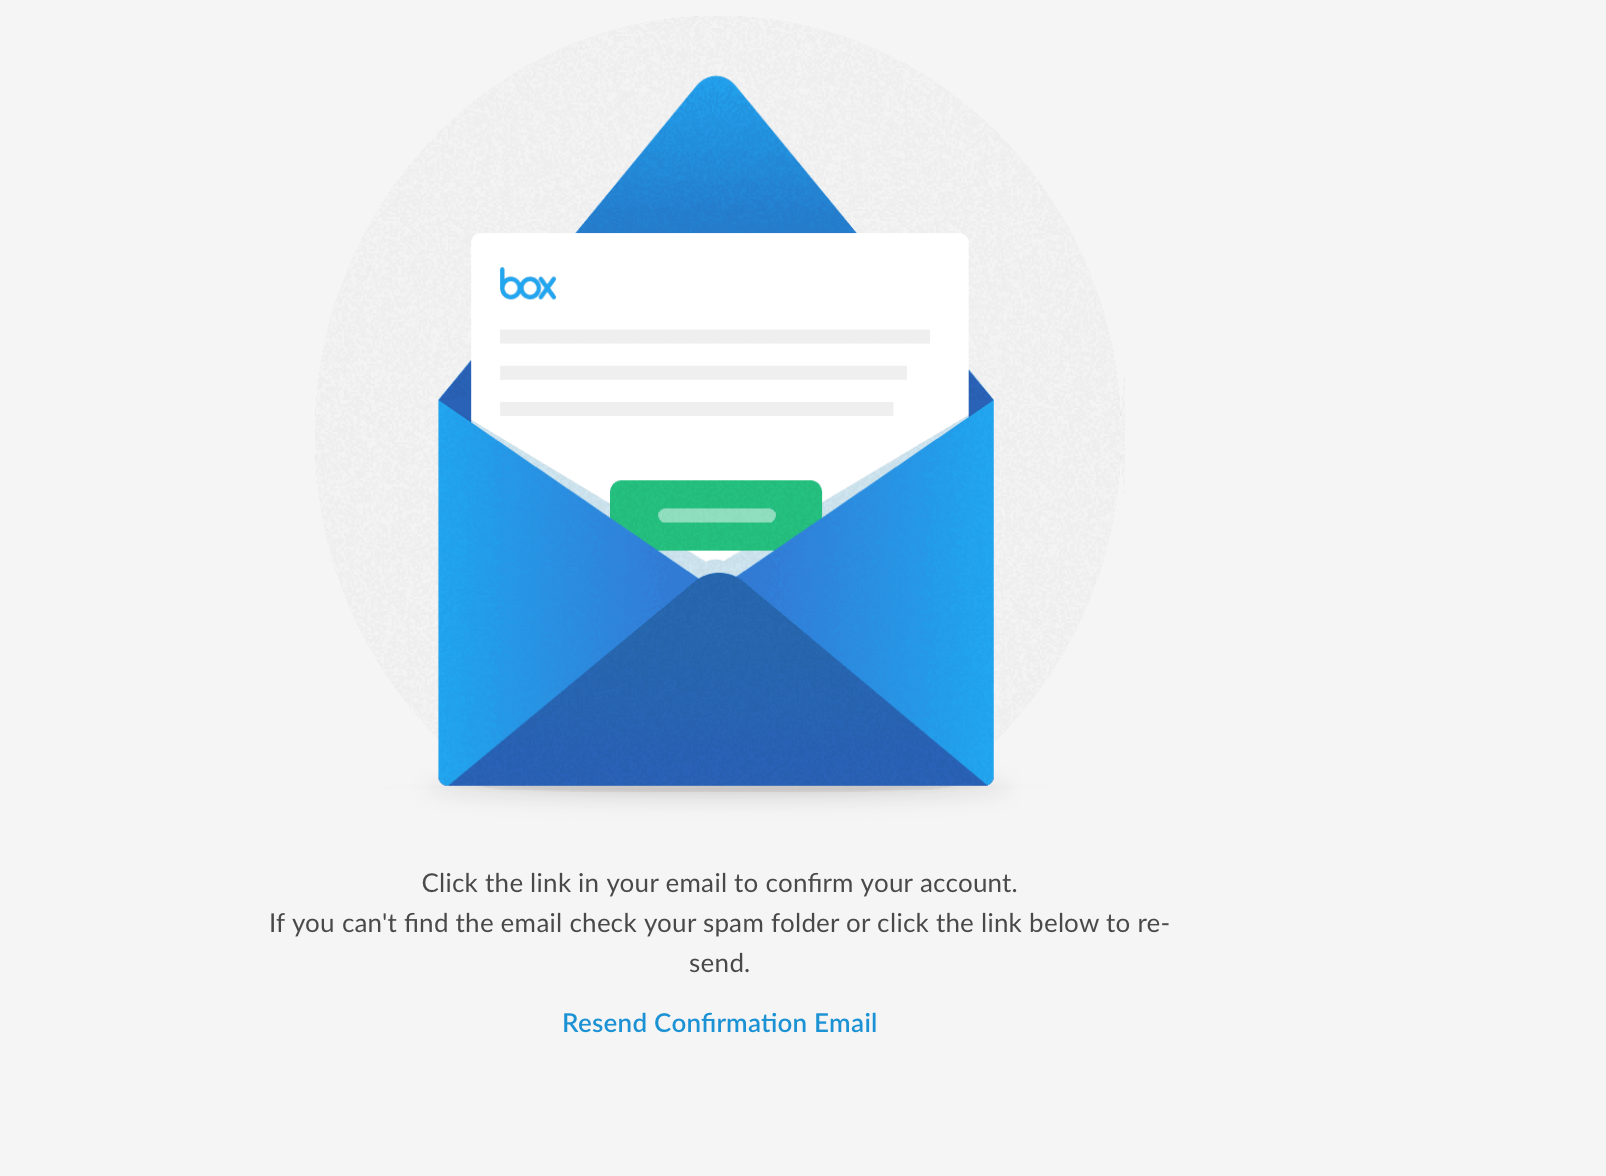 box
Click the link in your email to confirm your account.
If you can't find the email check your spam folder or click the link below to re-
send.
Resend Confirmation Email